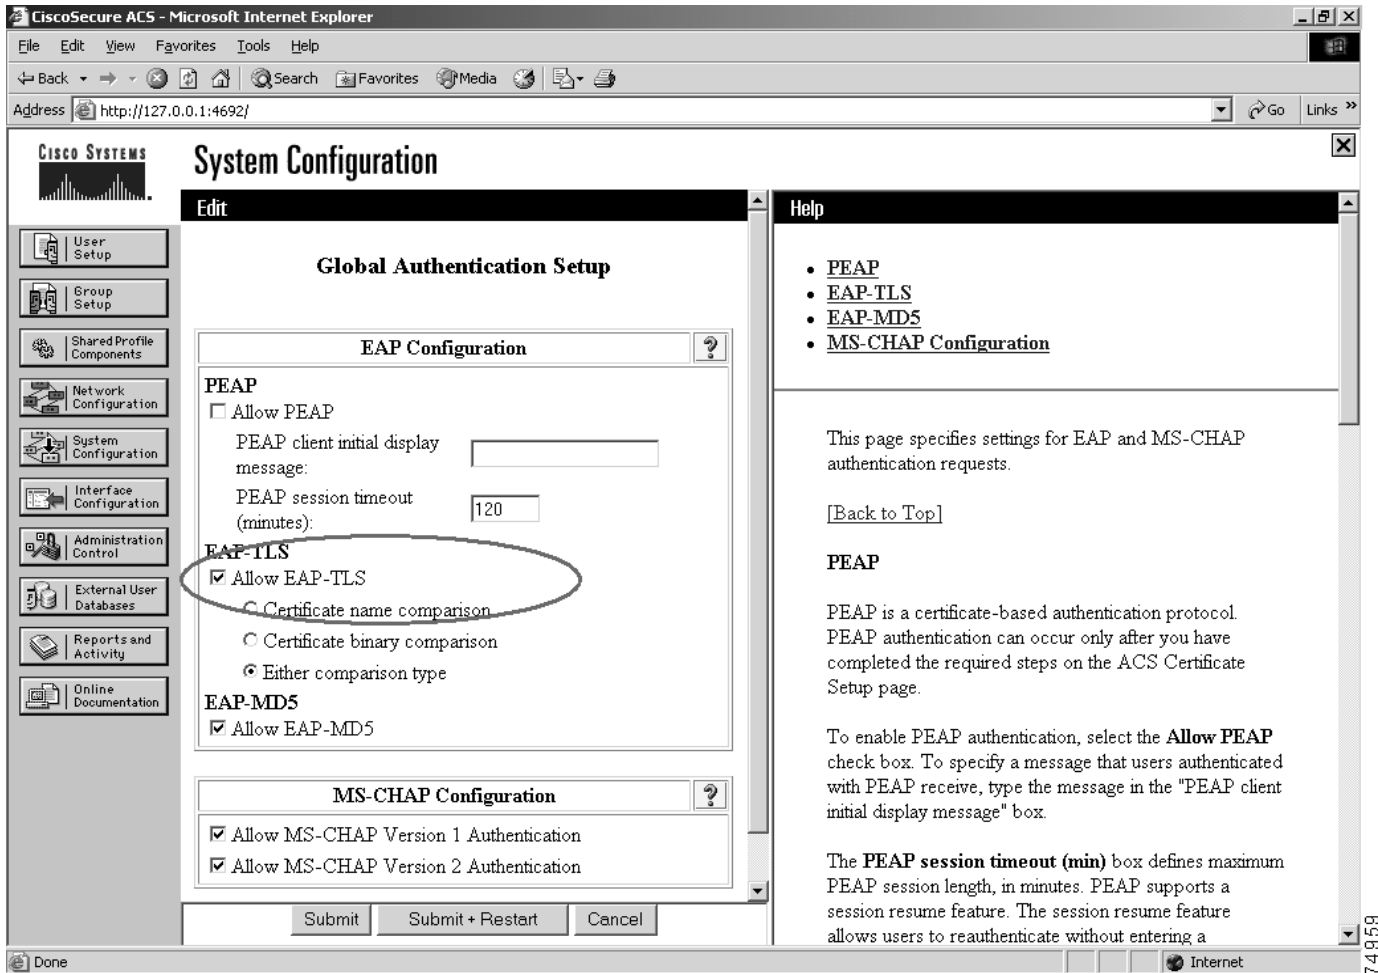 CiscoSecure ACS - Microsoft Internet Explorer
File Edit View Favorites Tools Help
Back Search Favorites Media
Address http://127.0.0.1:4692/ Go Links »
CISCO SYSTEMS
System Configuration
User Setup
Group Setup
Shared Profile Components
Network Configuration
System Configuration
Interface Configuration
Administration Control
External User Databases
Reports and Activity
Online Documentation
Edit
Global Authentication Setup
EAP Configuration ?
PEAP
Allow PEAP
PEAP client initial display
message:
PEAP session timeout
(minutes): 120
EAP-TLS
Allow EAP-TLS
Certificate name comparison
Certificate binary comparison
Either comparison type
EAP-MD5
Allow EAP-MD5
MS-CHAP Configuration ?
Allow MS-CHAP Version 1 Authentication
Allow MS-CHAP Version 2 Authentication
Submit Submit + Restart Cancel
Help
• PEAP
• EAP-TLS
• EAP-MD5
• MS-CHAP Configuration
This page specifies settings for EAP and MS-CHAP
authentication requests.
[Back to Top]
PEAP
PEAP is a certificate-based authentication protocol.
PEAP authentication can occur only after you have
completed the required steps on the ACS Certificate
Setup page.
To enable PEAP authentication, select the Allow PEAP
check box. To specify a message that users authenticated
with PEAP receive, type the message in the "PEAP client
initial display message" box.
The PEAP session timeout (min) box defines maximum
PEAP session length, in minutes. PEAP supports a
session resume feature. The session resume feature
allows users to reauthenticate without entering a
Done Internet
74959